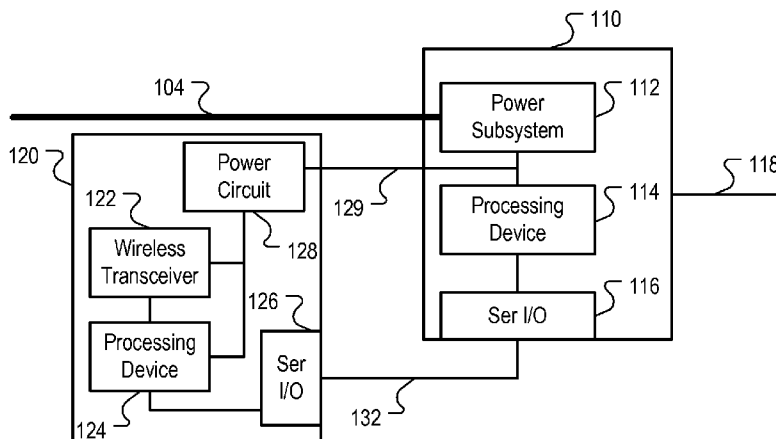 110
104
Power
Subsystem
112
120
Power
Circuit
118
122
129
Processing
Device
114
128
Wireless
Transceiver
126
Ser I/O
116
Processing
Device
Ser
I/O
124
132